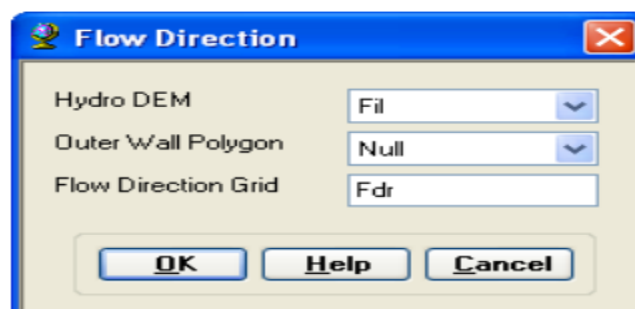 Flow Direction
Hydro DEM Fil
Outer Wall Polygon Null
Flow Direction Grid Fdr
OK Help Cancel